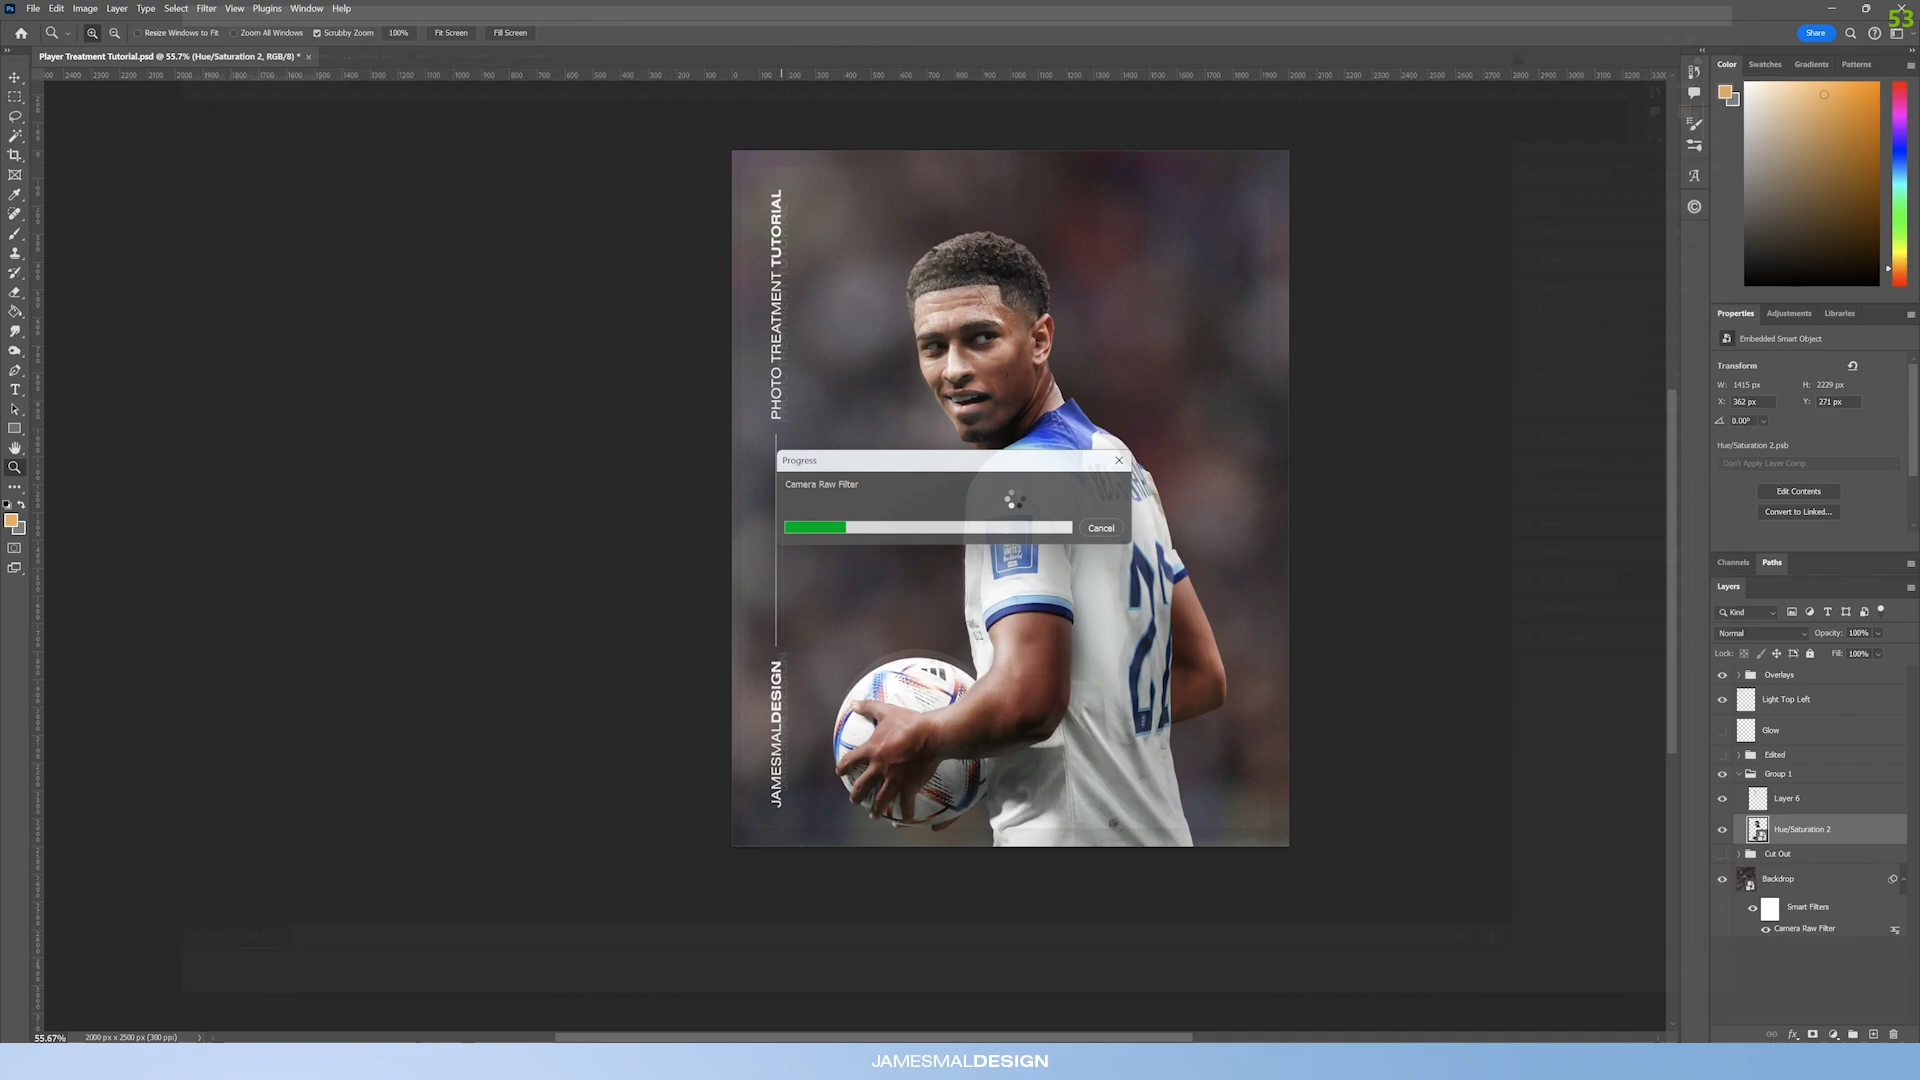 Ps File Edit Image Layer Type Select Filter View Plugins Window Help
53
Resize Windows to Fit Zoom All Windows Scrubby Zoom 100% Fit Screen Fill Screen Share
Player Treatment Tutorial.psd @ 55.7% (Hue/Saturation 2, RGB/8) * ×
Color Swatches Gradients Patterns
PHOTO TREATMENT TUTORIAL
JAMESMALDESIGN
Progress
Camera Raw Filter
Cancel
Properties Adjustments Libraries
Embedded Smart Object
Transform
W: 1415 px H: 2229 px
X: 362 px Y: 271 px
0.00°
Hue/Saturation 2.psb
Don't Apply Layer Comp
Edit Contents
Convert to Linked...
Channels Paths
Layers
Kind
Normal Opacity: 100%
Lock: Fill: 100%
Overlays
Light Top Left
Glow
Edited
Group 1
Layer 6
Hue/Saturation 2
Cut Out
Backdrop
Smart Filters
Camera Raw Filter
55.67% 2000 px x 2500 px (300 ppi)
JAMESMALDESIGN